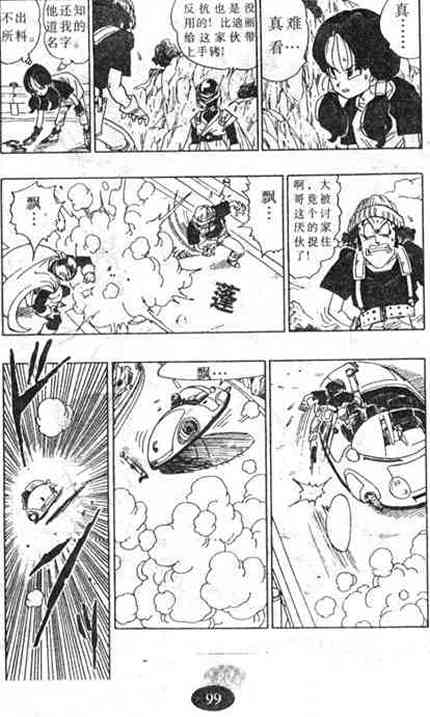 真……
真难
看…
反抗也是没
用的！比迪丽
给这家伙带
上手铐！
他还知
道我的
名字。
不出
所料。
啊，大
哥竟被
这个讨
厌的家
伙捉住
了！
飘…
蓬
飘…
飘…
99